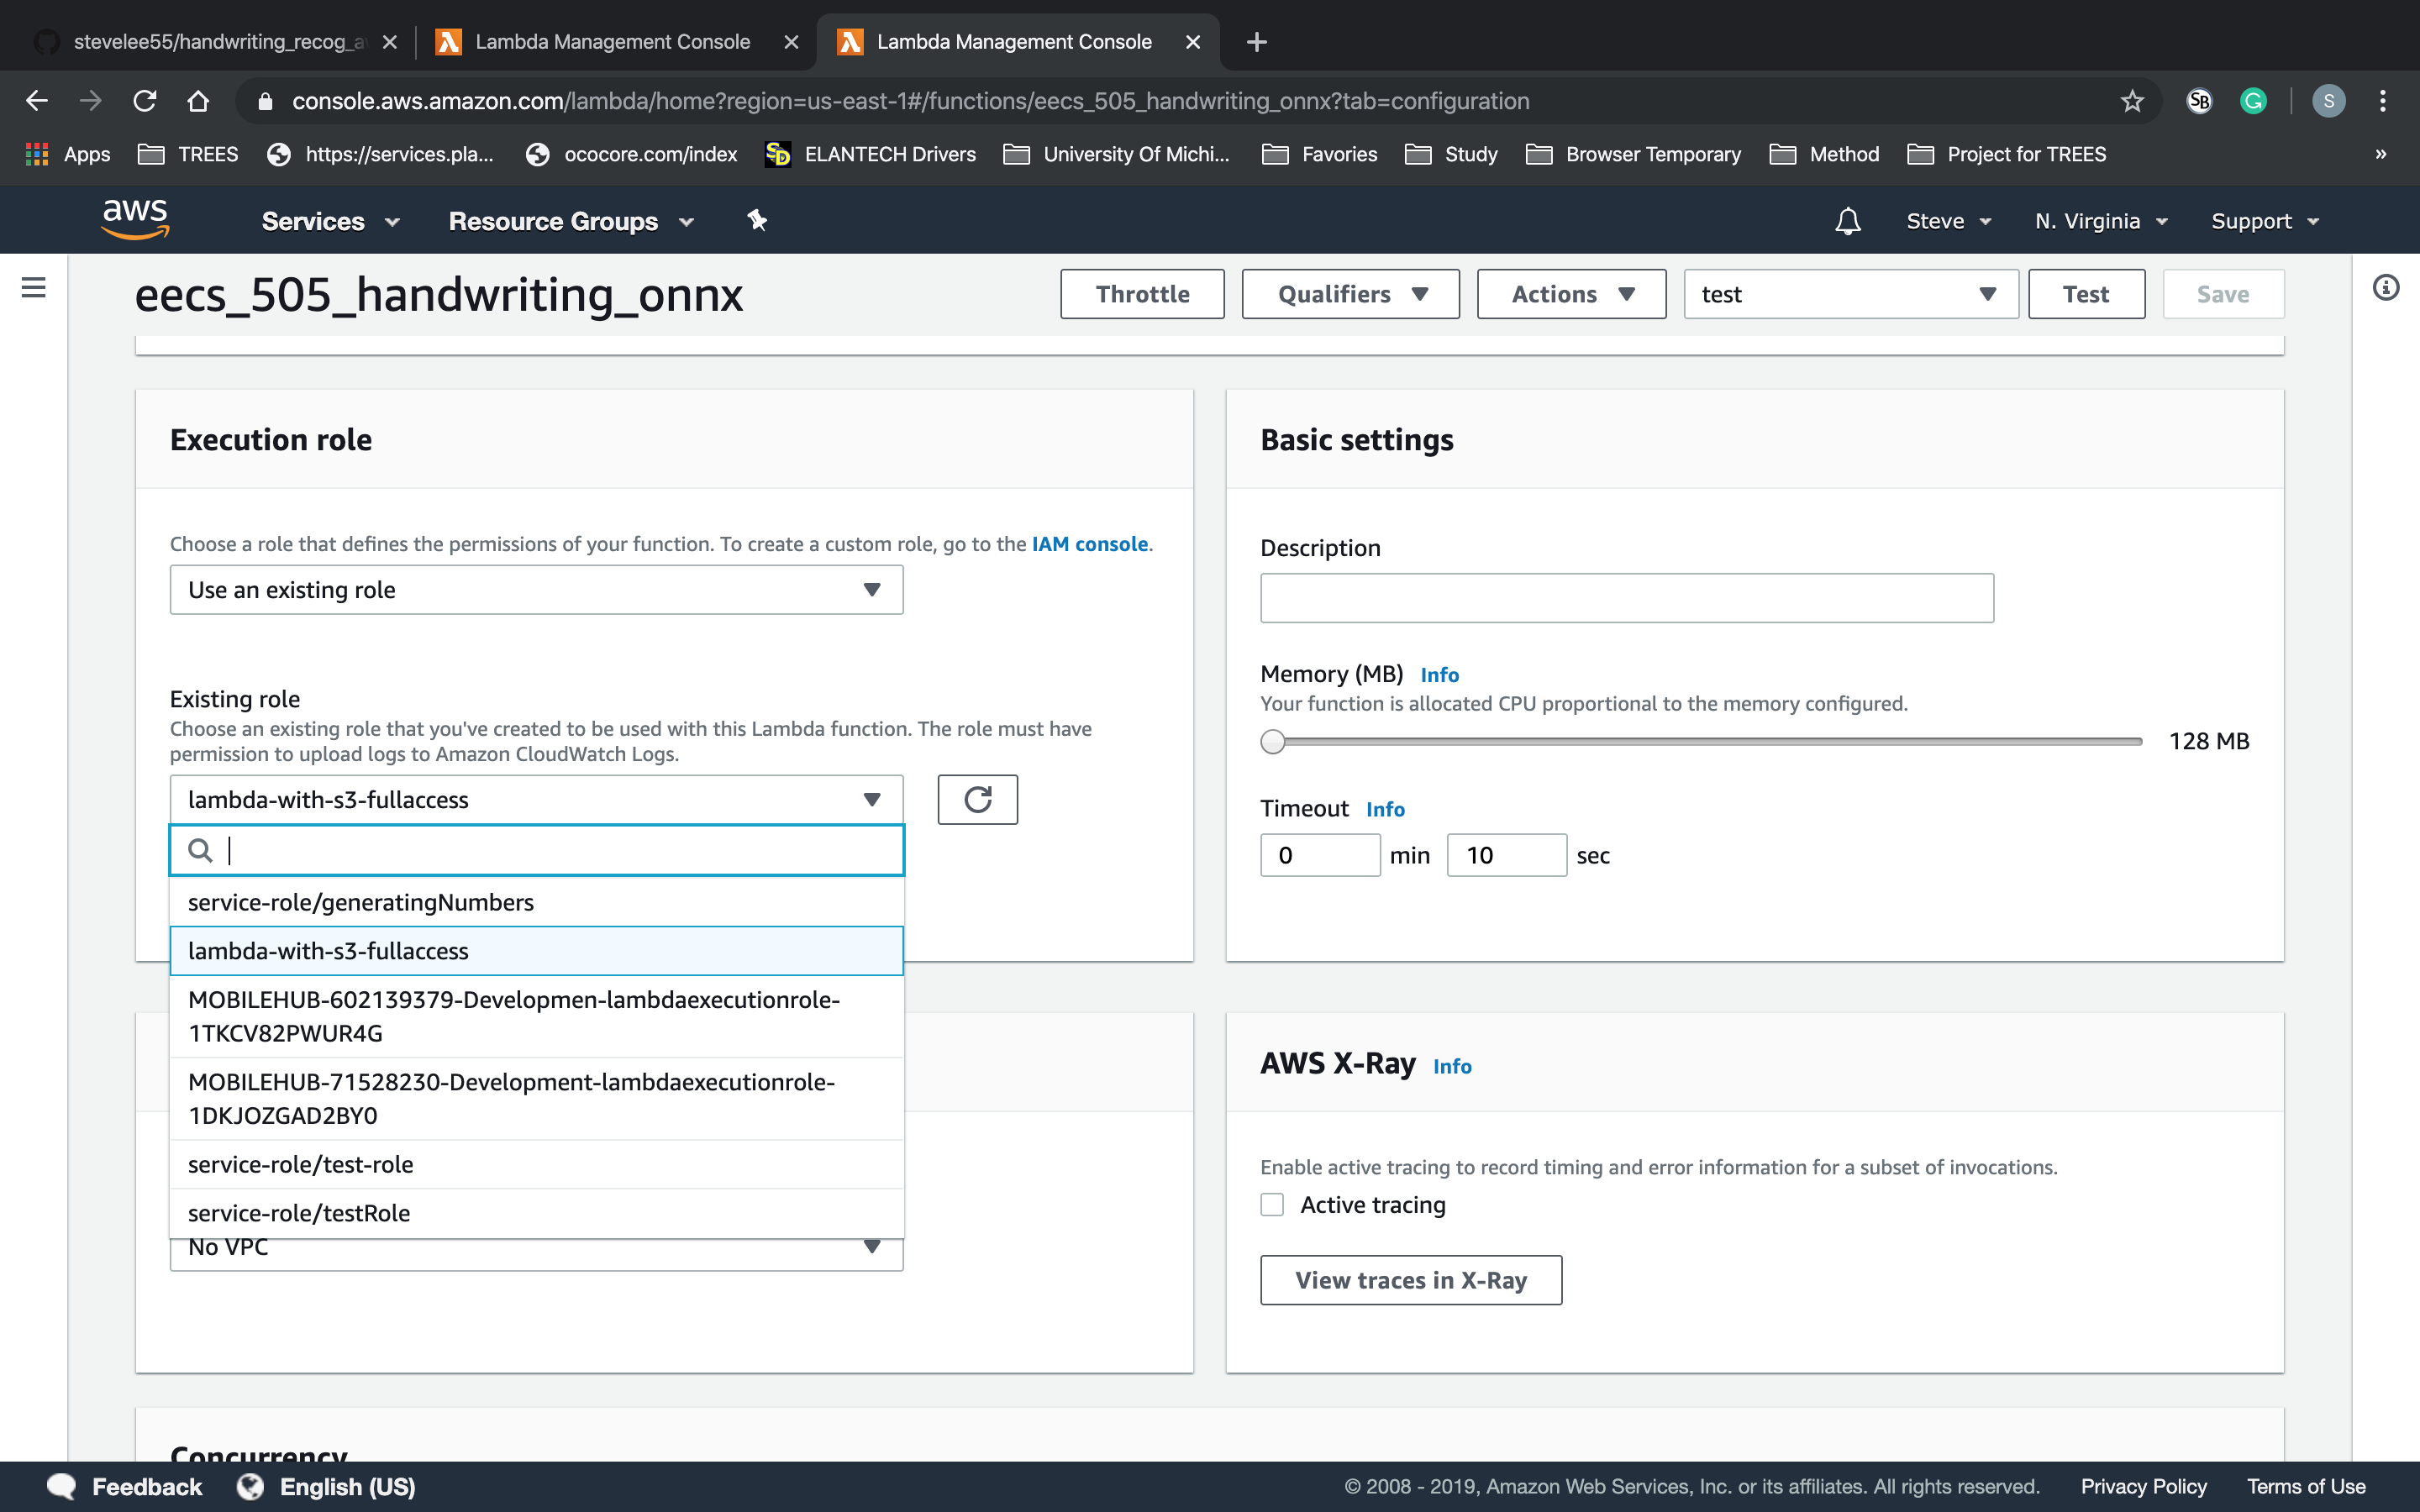 stevelee55/handwriting_recog_a
Lambda Management Console
Lambda Management Console
console.aws.amazon.com/lambda/home?region=us-east-1#/functions/eecs_505_handwriting_onnx?tab=configuration
SB
G
S
Apps
TREES
https://services.pla...
ococore.com/index
SD
ELANTECH Drivers
University Of Michi...
Favories
Study
Browser Temporary
Method
Project for TREES
»
aws
Services
Resource Groups
Steve
N. Virginia
Support
eecs_505_handwriting_onnx
Throttle
Qualifiers
Actions
test
Test
Save
Execution role
Choose a role that defines the permissions of your function. To create a custom role, go to the IAM console.
Use an existing role
Existing role
Choose an existing role that you've created to be used with this Lambda function. The role must have
permission to upload logs to Amazon CloudWatch Logs.
lambda-with-s3-fullaccess
service-role/generatingNumbers
lambda-with-s3-fullaccess
MOBILEHUB-602139379-Developmen-lambdaexecutionrole-
1TKCV82PWUR4G
MOBILEHUB-71528230-Development-lambdaexecutionrole-
1DKJOZGAD2BY0
service-role/test-role
service-role/testRole
No VPC
Basic settings
Description
Memory (MB) Info
Your function is allocated CPU proportional to the memory configured.
128 MB
Timeout Info
0 min 10 sec
AWS X-Ray Info
Enable active tracing to record timing and error information for a subset of invocations.
Active tracing
View traces in X-Ray
Concurrency
Feedback
English (US)
© 2008 - 2019, Amazon Web Services, Inc. or its affiliates. All rights reserved.
Privacy Policy
Terms of Use